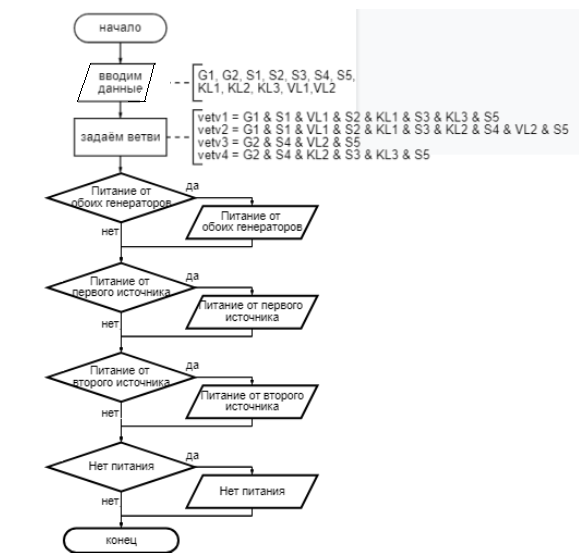 начало
вводим
данные
G1, G2, S1, S2, S3, S4, S5,
KL1, KL2, KL3, VL1,VL2
задаём ветви
vetv1 = G1 & S1 & VL1 & S2 & KL1 & S3 & KL3 & S5
vetv2 = G1 & S1 & VL1 & S2 & KL1 & S3 & KL2 & S4 & VL2 & S5
vetv3 = G2 & S4 & VL2 & S5
vetv4 = G2 & S4 & KL2 & S3 & KL3 & S5
Питание от
обоих генераторов
да
Питание от
обоих генераторов
нет
Питание от
первого источника
да
Питание от первого
источника
нет
Питание от
второго источника
да
Питание от второго
источника
нет
Нет питания
да
Нет питания
нет
конец